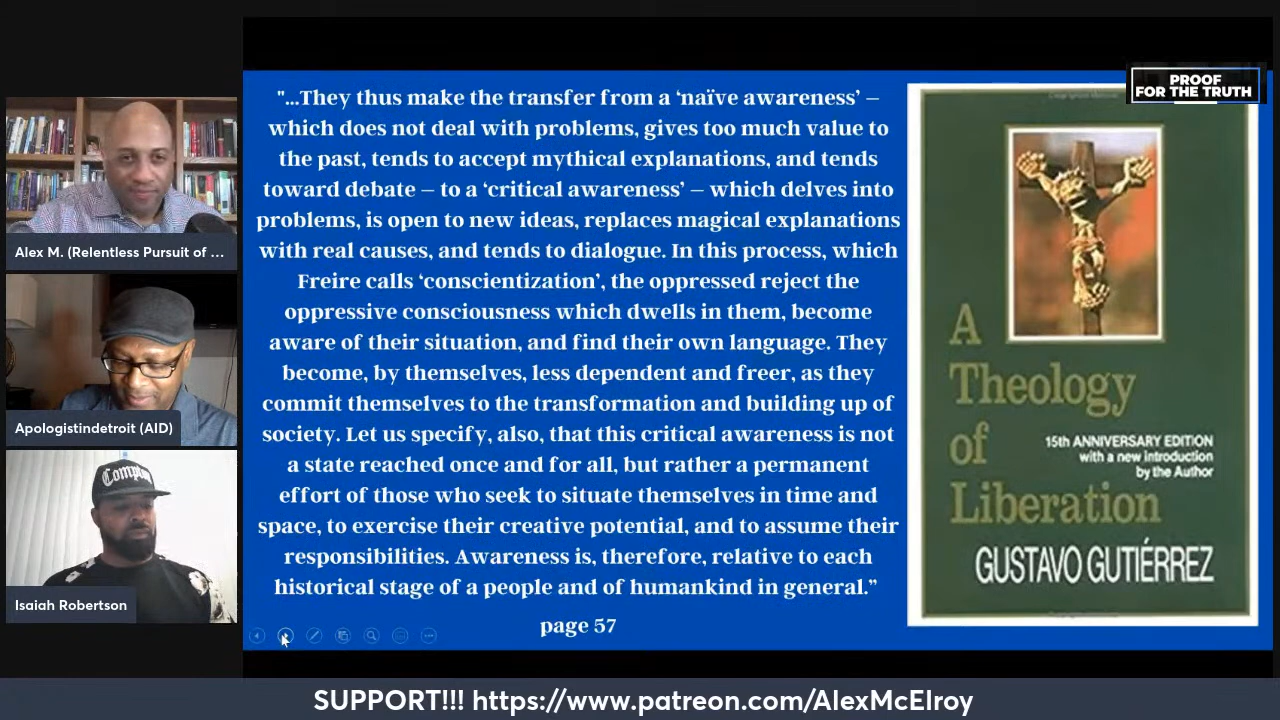 PROOF
FOR THE TRUTH
"...They thus make the transfer from a ‘naïve awareness’ –
which does not deal with problems, gives too much value to
the past, tends to accept mythical explanations, and tends
toward debate – to a ‘critical awareness’ – which delves into
problems, is open to new ideas, replaces magical explanations
with real causes, and tends to dialogue. In this process, which
Freire calls ‘conscientization’, the oppressed reject the
oppressive consciousness which dwells in them, become
aware of their situation, and find their own language. They
become, by themselves, less dependent and freer, as they
commit themselves to the transformation and building up of
society. Let us specify, also, that this critical awareness is not
a state reached once and for all, but rather a permanent
effort of those who seek to situate themselves in time and
space, to exercise their creative potential, and to assume their
responsibilities. Awareness is, therefore, relative to each
historical stage of a people and of humankind in general.”
page 57
A
Theology
of
Liberation
15th ANNIVERSARY EDITION
with a new introduction
by the Author
GUSTAVO GUTIÉRREZ
Alex M. (Relentless Pursuit of ...
Apologistindetroit (AID)
Compton
Isaiah Robertson
SUPPORT!!! https://www.patreon.com/AlexMcElroy